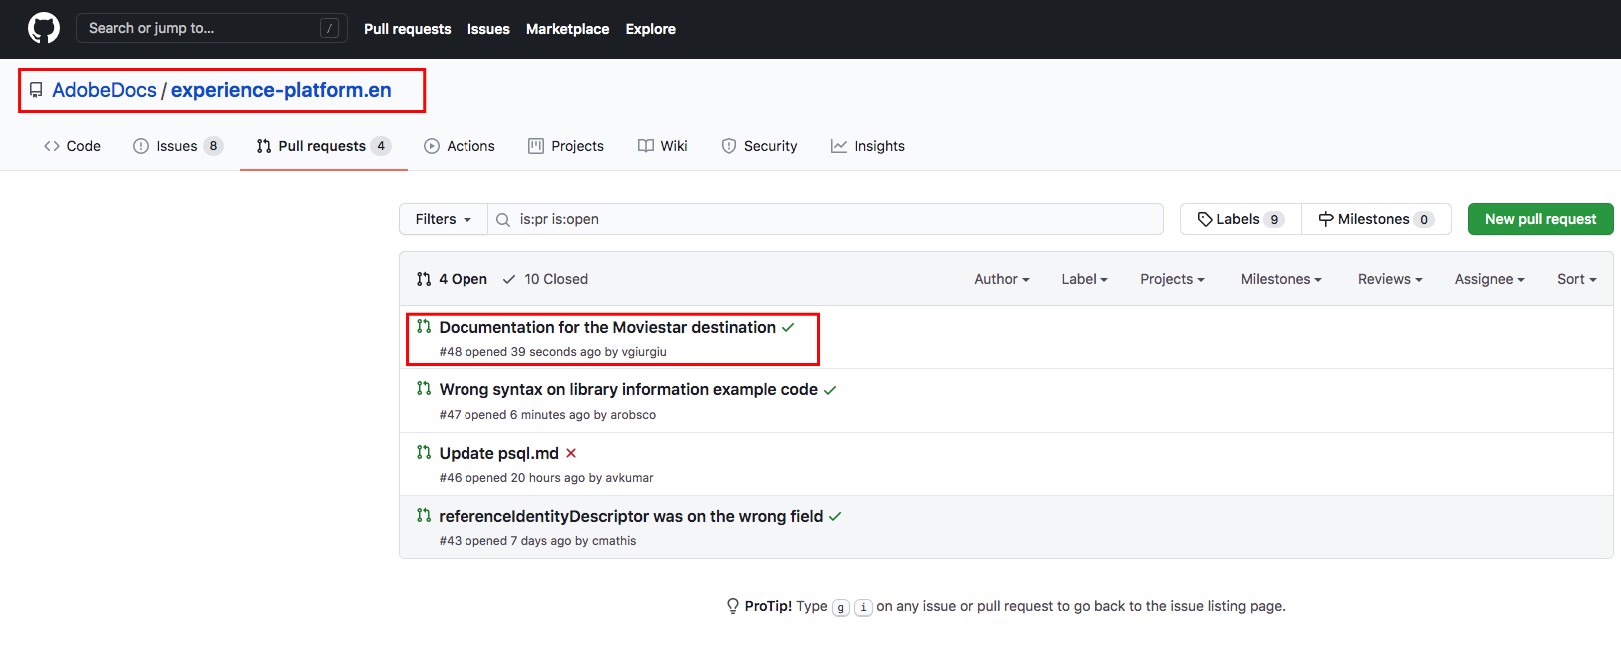 Search or jump to... / Pull requests Issues Marketplace Explore
AdobeDocs / experience-platform.en
Code Issues 8 Pull requests 4 Actions Projects Wiki Security Insights
Filters is:pr is:open Labels 9 Milestones 0 New pull request
4 Open 10 Closed Author Label Projects Milestones Reviews Assignee Sort
Documentation for the Moviestar destination
#48 opened 39 seconds ago by vgiurgiu
Wrong syntax on library information example code
#47 opened 6 minutes ago by arobsco
Update psql.md
#46 opened 20 hours ago by avkumar
referenceIdentityDescriptor was on the wrong field
#43 opened 7 days ago by cmathis
ProTip! Type g i on any issue or pull request to go back to the issue listing page.